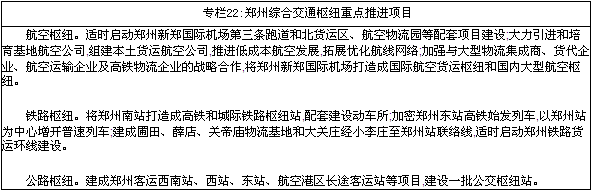 专栏22:郑州综合交通枢纽重点推进项目
航空枢纽。适时启动郑州新郑国际机场第三条跑道和北货运区、航空物流园等配套项目建设;大力引进和培
育基地航空公司,组建本土货运航空公司,推进低成本航空发展,拓展优化航线网络;加强与大型物流集成商、货代企
业、航空运输企业及高铁物流企业的战略合作,将郑州新郑国际机场打造成国际航空货运枢纽和国内大型航空枢
纽。
铁路枢纽。将郑州南站打造成高铁和城际铁路枢纽站,配套建设动车所;加密郑州东站高铁始发列车,以郑州站
为中心增开普速列车;建成圃田、薛店、关帝庙物流基地和大关庄经小李庄至郑州站联络线,适时启动郑州铁路货
运环线建设。
公路枢纽。建成郑州客运西南站、西站、东站、航空港区长途客运站等项目,建设一批公交枢纽站。